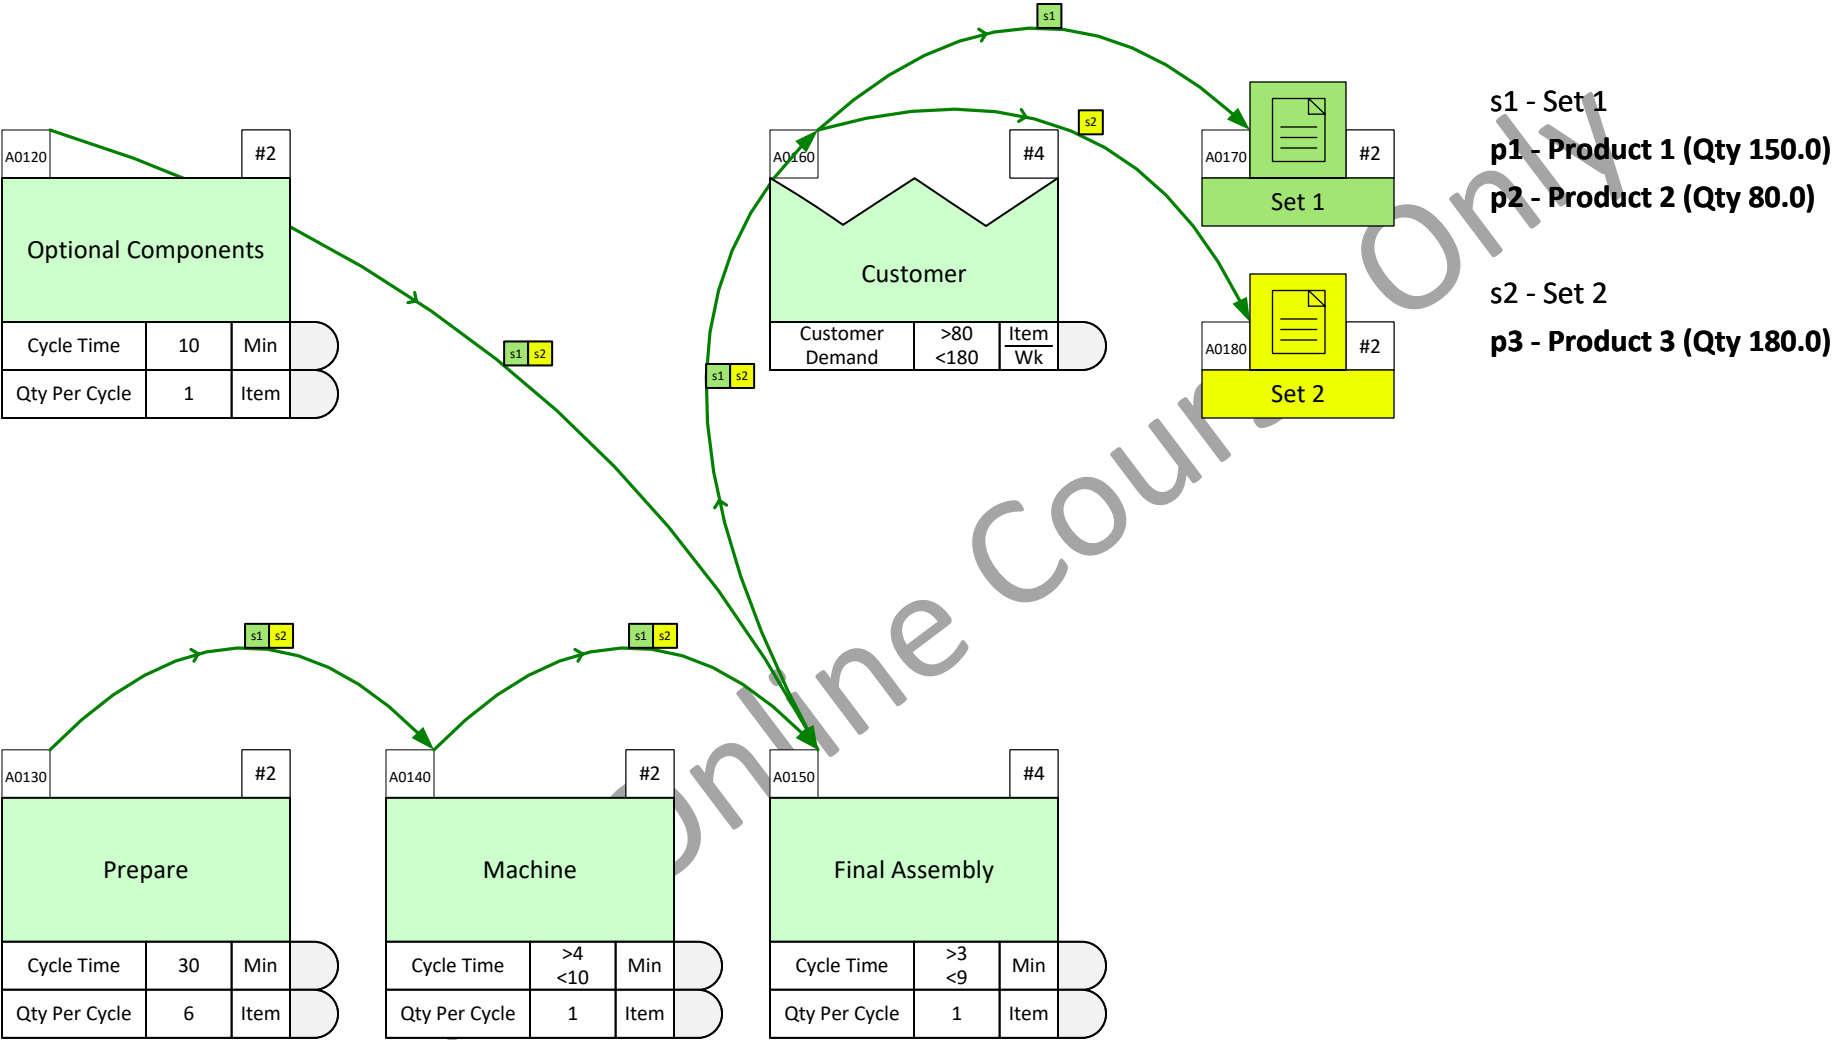 s1
s2
A0120
#2
Optional Components
Cycle Time 10 Min
Qty Per Cycle 1 Item
s1 s2
A0160
#4
Customer
Customer Demand >80 <180 Item Wk
s1 s2
A0170
#2
Set 1
A0180
#2
Set 2
s1 - Set 1
p1 - Product 1 (Qty 150.0)
p2 - Product 2 (Qty 80.0)
s2 - Set 2
p3 - Product 3 (Qty 180.0)
s1 s2
s1 s2
A0130
#2
Prepare
Cycle Time 30 Min
Qty Per Cycle 6 Item
A0140
#2
Machine
Cycle Time >4 <10 Min
Qty Per Cycle 1 Item
A0150
#4
Final Assembly
Cycle Time >3 <9 Min
Qty Per Cycle 1 Item
Online Course Only